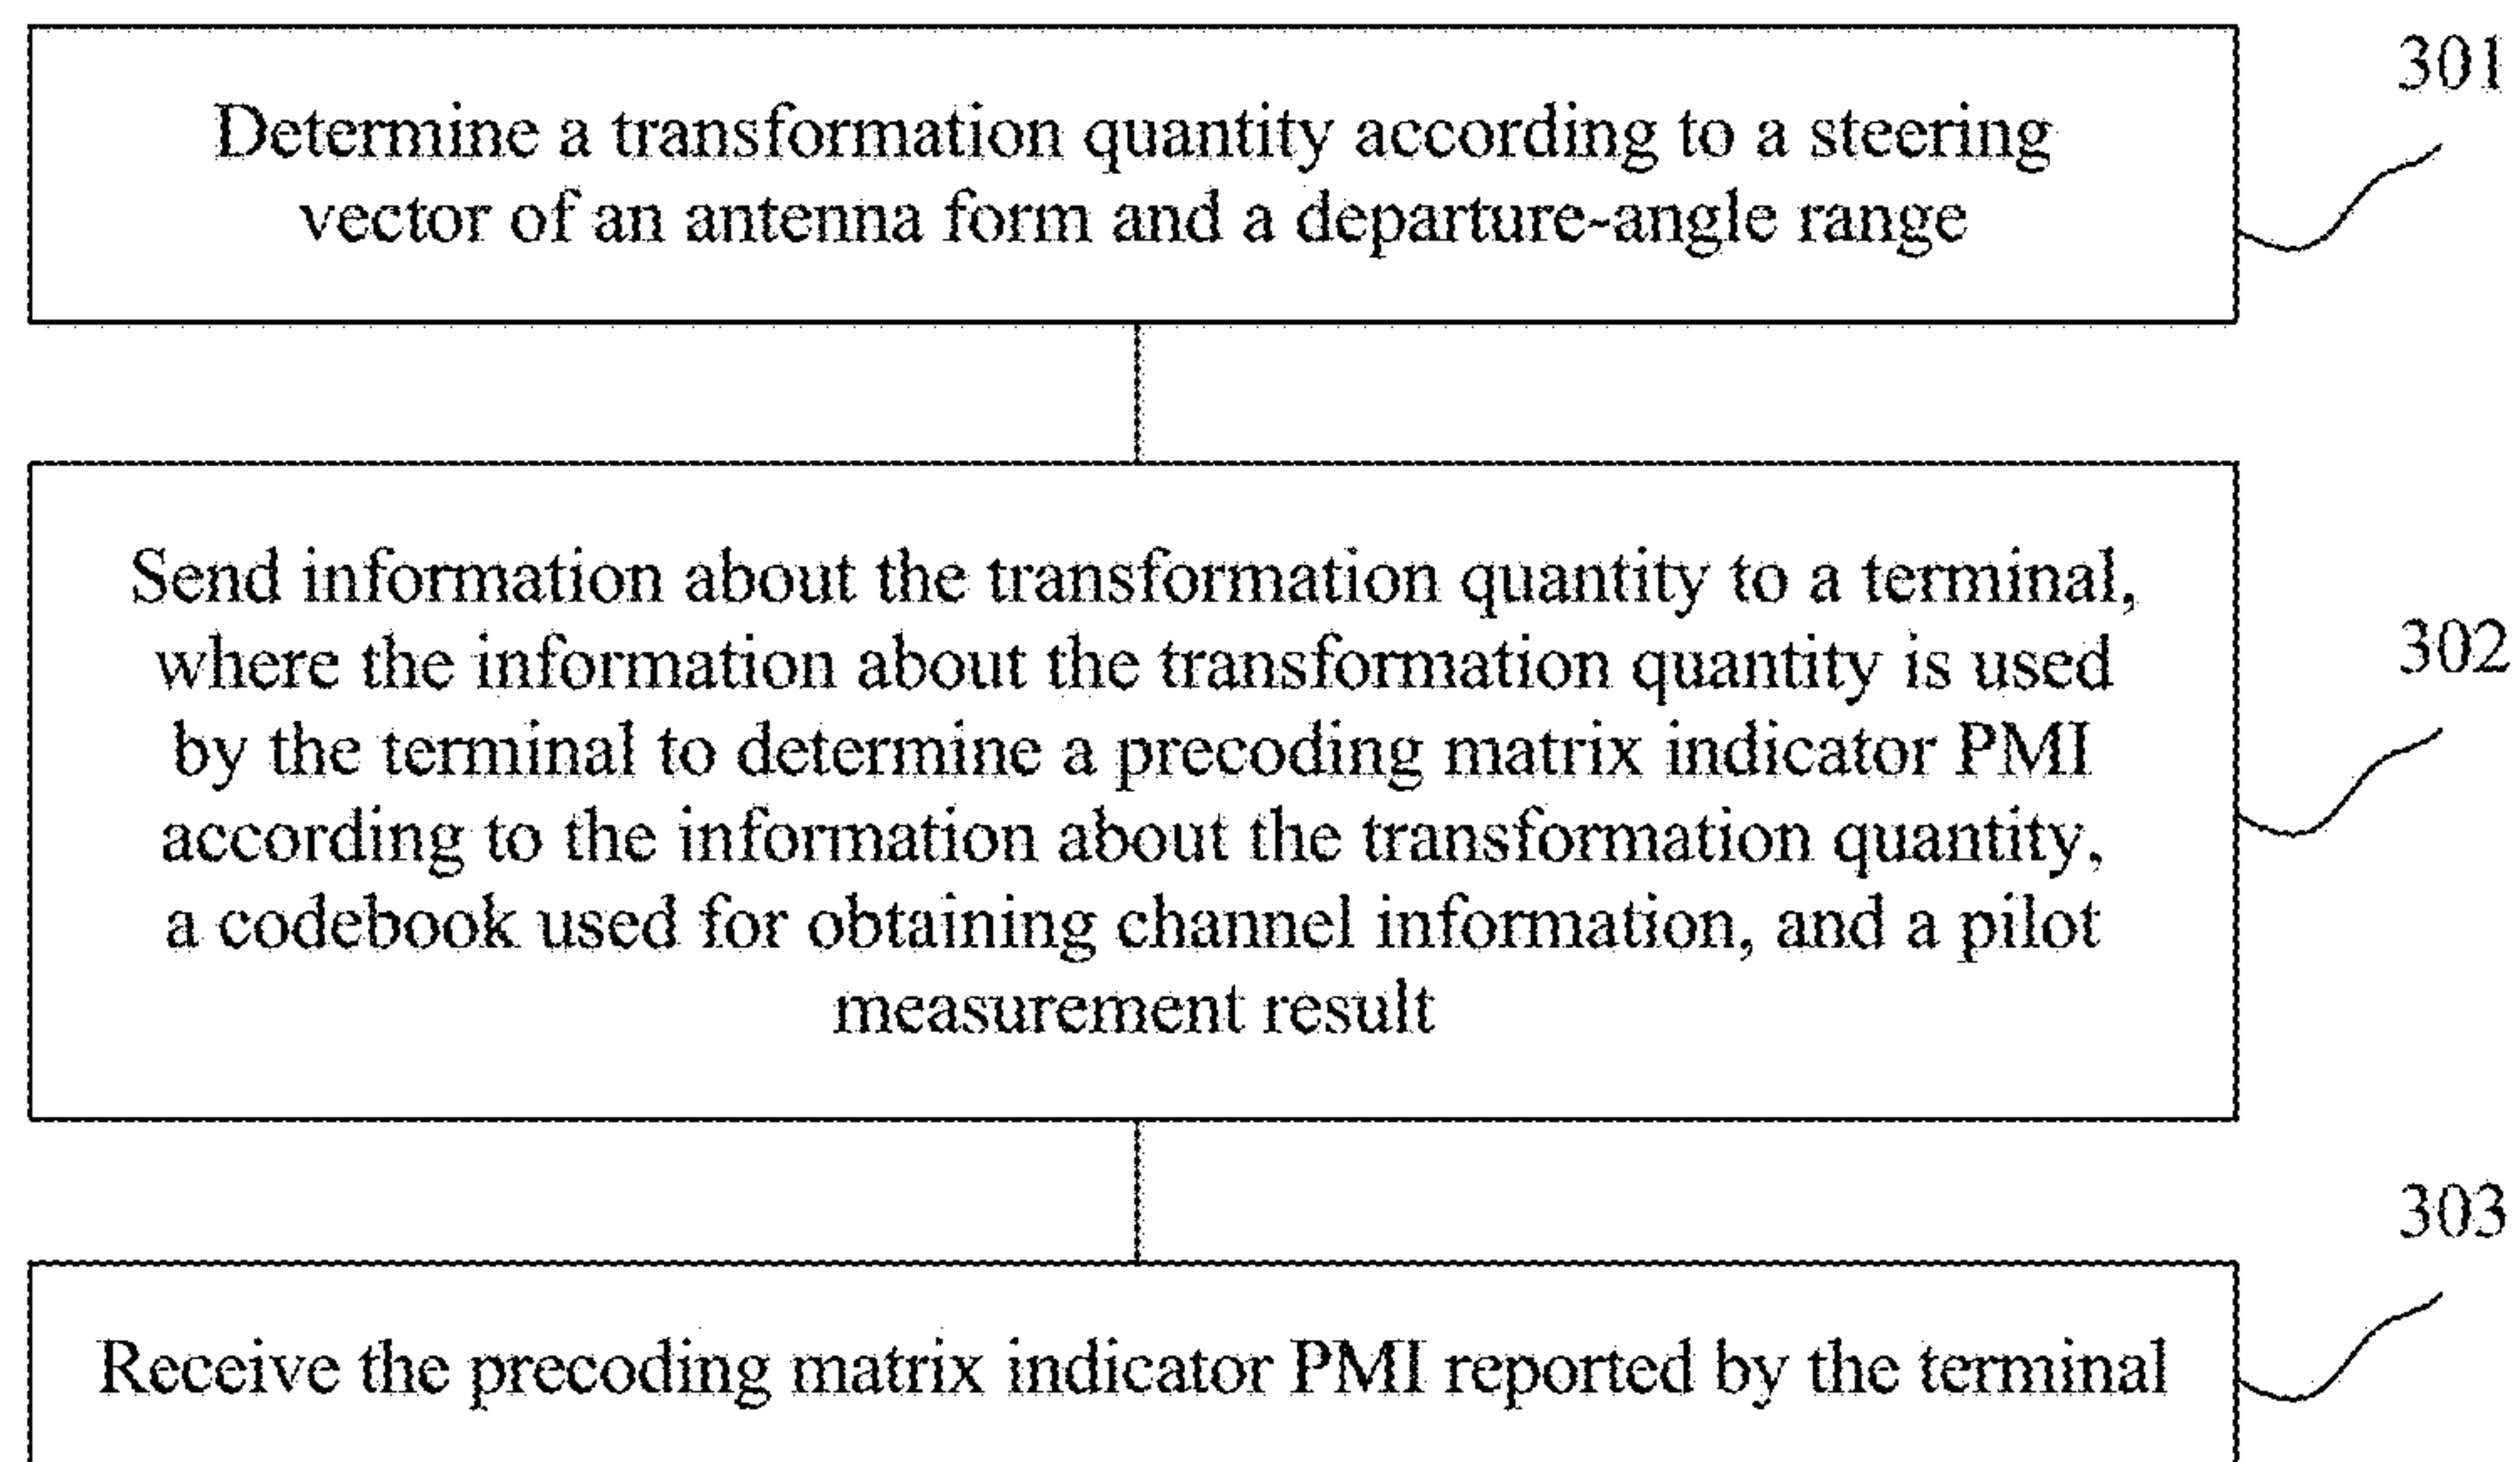 301
Determine a transformation quantity according to a steering
vector of an antenna form and a departure-angle range
302
Send information about the transformation quantity to a terminal,
where the information about the transformation quantity is used
by the terminal to determine a precoding matrix indicator PMI
according to the information about the transformation quantity,
a codebook used for obtaining channel information, and a pilot
measurement result
303
Receive the precoding matrix indicator PMI reported by the terminal